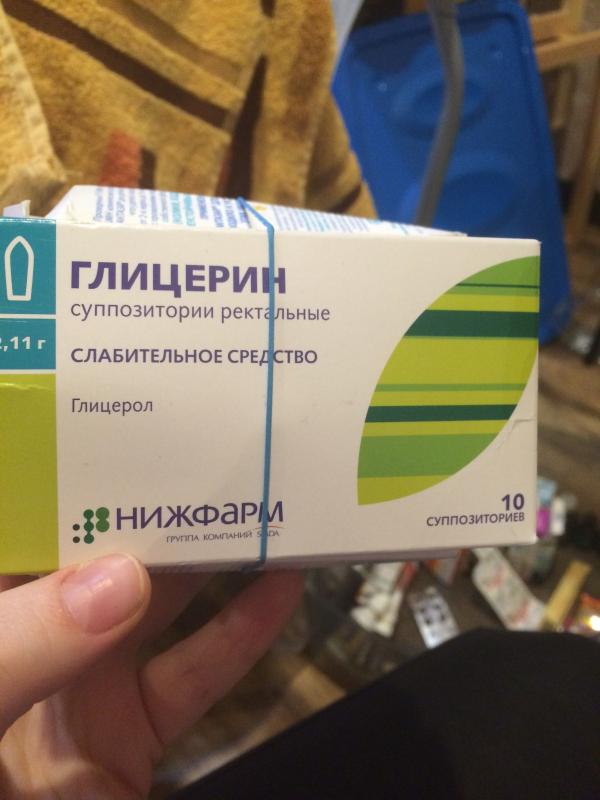 ГЛИЦЕРИН
суппозитории ректальные
2,11 г
СЛАБИТЕЛЬНОЕ СРЕДСТВО
Глицерол
НИЖФАРМ
ГРУППА КОМПАНИЙ STADA
10
СУППОЗИТОРИЕВ